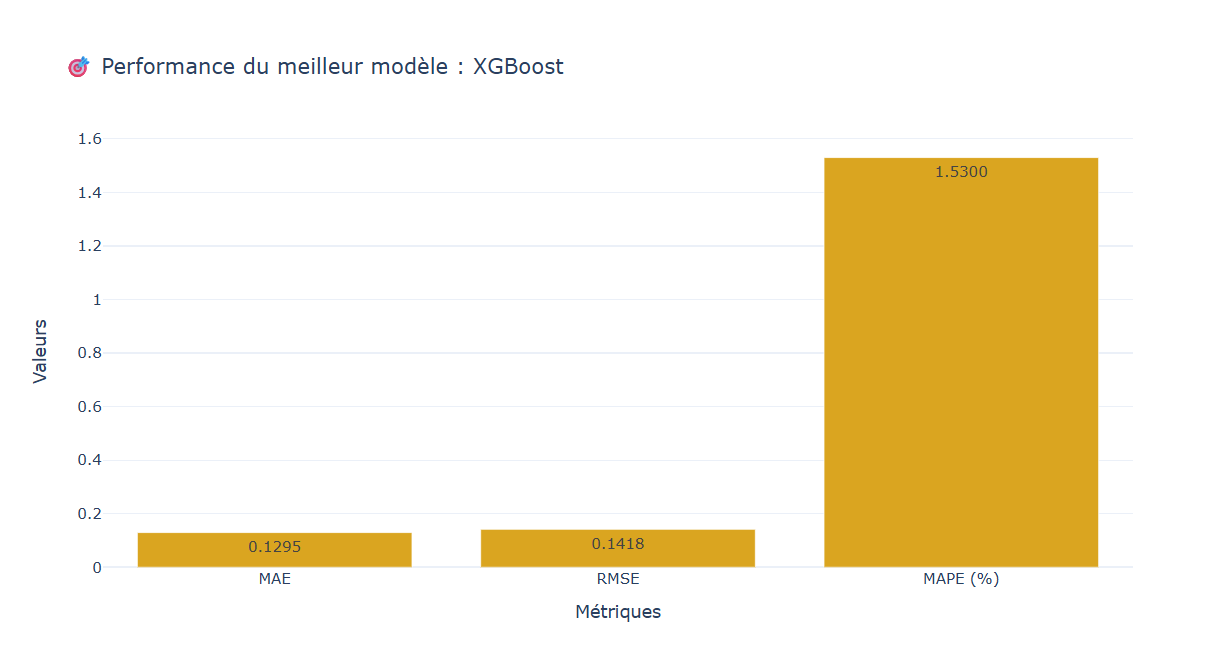 🎯 Performance du meilleur modèle : XGBoost
1.6
1.4
1.2
1
0.8
0.6
0.4
0.2
0
Valeurs
0.1295
0.1418
1.5300
MAE
RMSE
MAPE (%)
Métriques